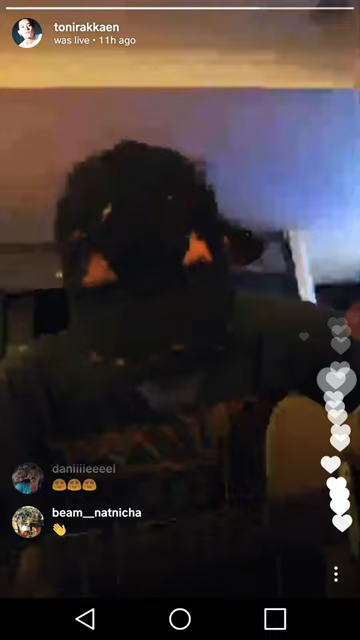 tonirakkaen
was live • 11h ago
daniiiieeeel
beam__natnicha